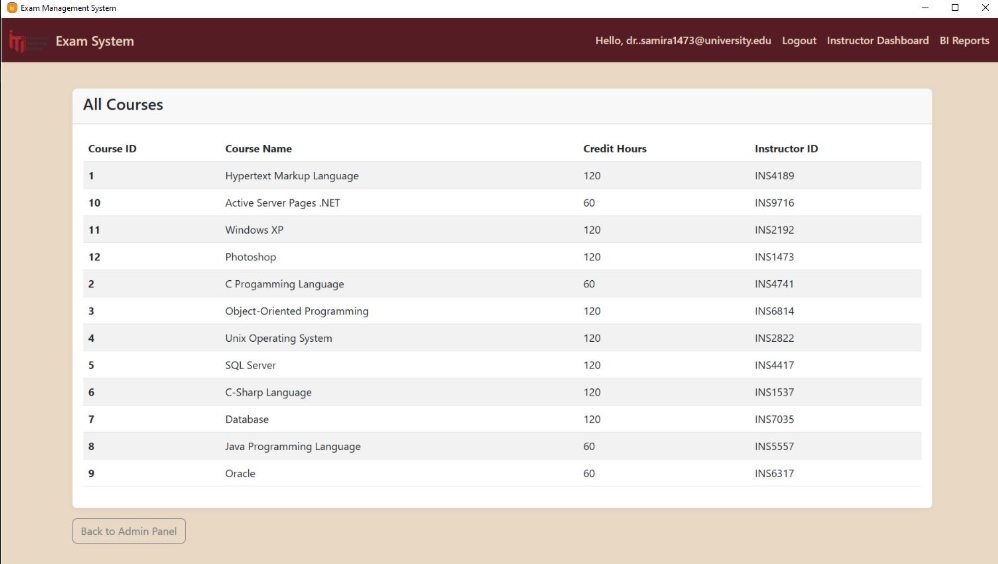 Exam Management System
ITI Exam System Hello, dr..samira1473@university.edu Logout Instructor Dashboard BI Reports
All Courses
Course ID Course Name Credit Hours Instructor ID
1 Hypertext Markup Language 120 INS4189
10 Active Server Pages .NET 60 INS9716
11 Windows XP 120 INS2192
12 Photoshop 120 INS1473
2 C Progamming Language 60 INS4741
3 Object-Oriented Programming 120 INS6814
4 Unix Operating System 120 INS2822
5 SQL Server 120 INS4417
6 C-Sharp Language 120 INS1537
7 Database 120 INS7035
8 Java Programming Language 60 INS5557
9 Oracle 60 INS6317
Back to Admin Panel